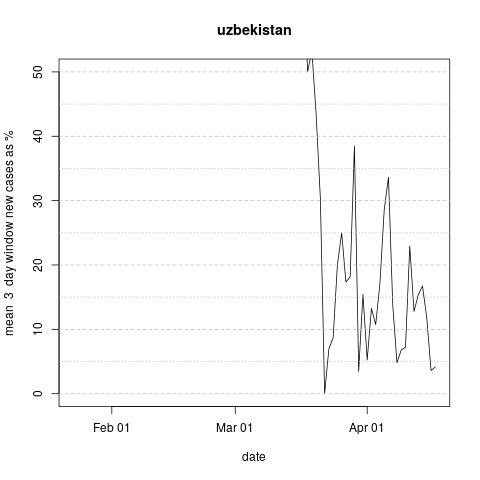 uzbekistan
mean  3  day window new cases as %
50
40
30
20
10
0
Feb 01
Mar 01
Apr 01
date